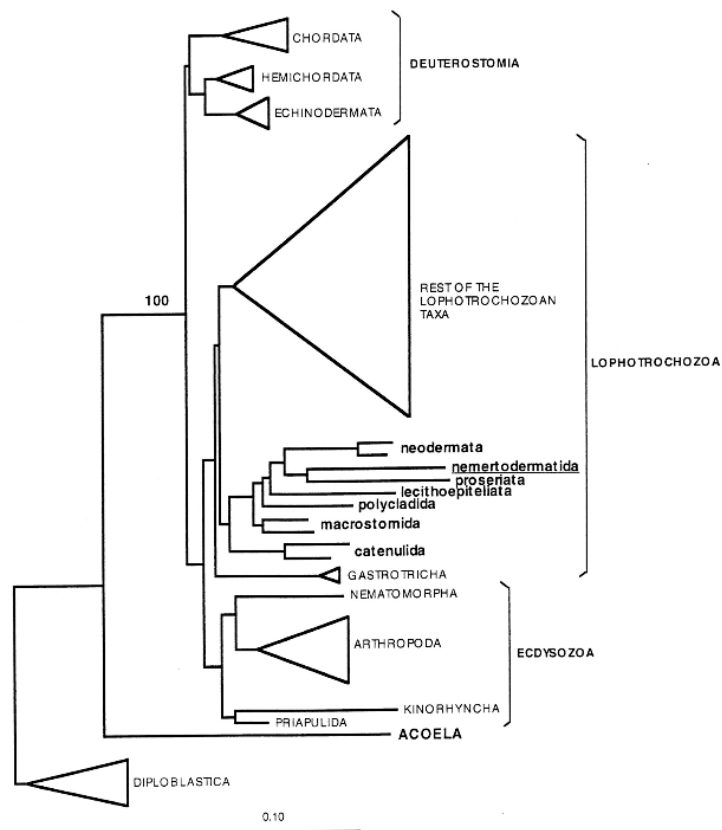 CHORDATA
DEUTEROSTOMIA
HEMICHORDATA
ECHINODERMATA
REST OF THE
LOPHOTROCHOZOAN
TAXA
100
LOPHOTROCHOZOA
neodermata
nemertodermatida
proseriata
lecithoepiteliata
polycladida
macrostomida
catenulida
GASTROTRICHA
NEMATOMORPHA
ARTHROPODA
ECDYSOZOA
KINORHYNCHA
PRIAPULIDA
ACOELA
DIPLOBLASTICA
0.10